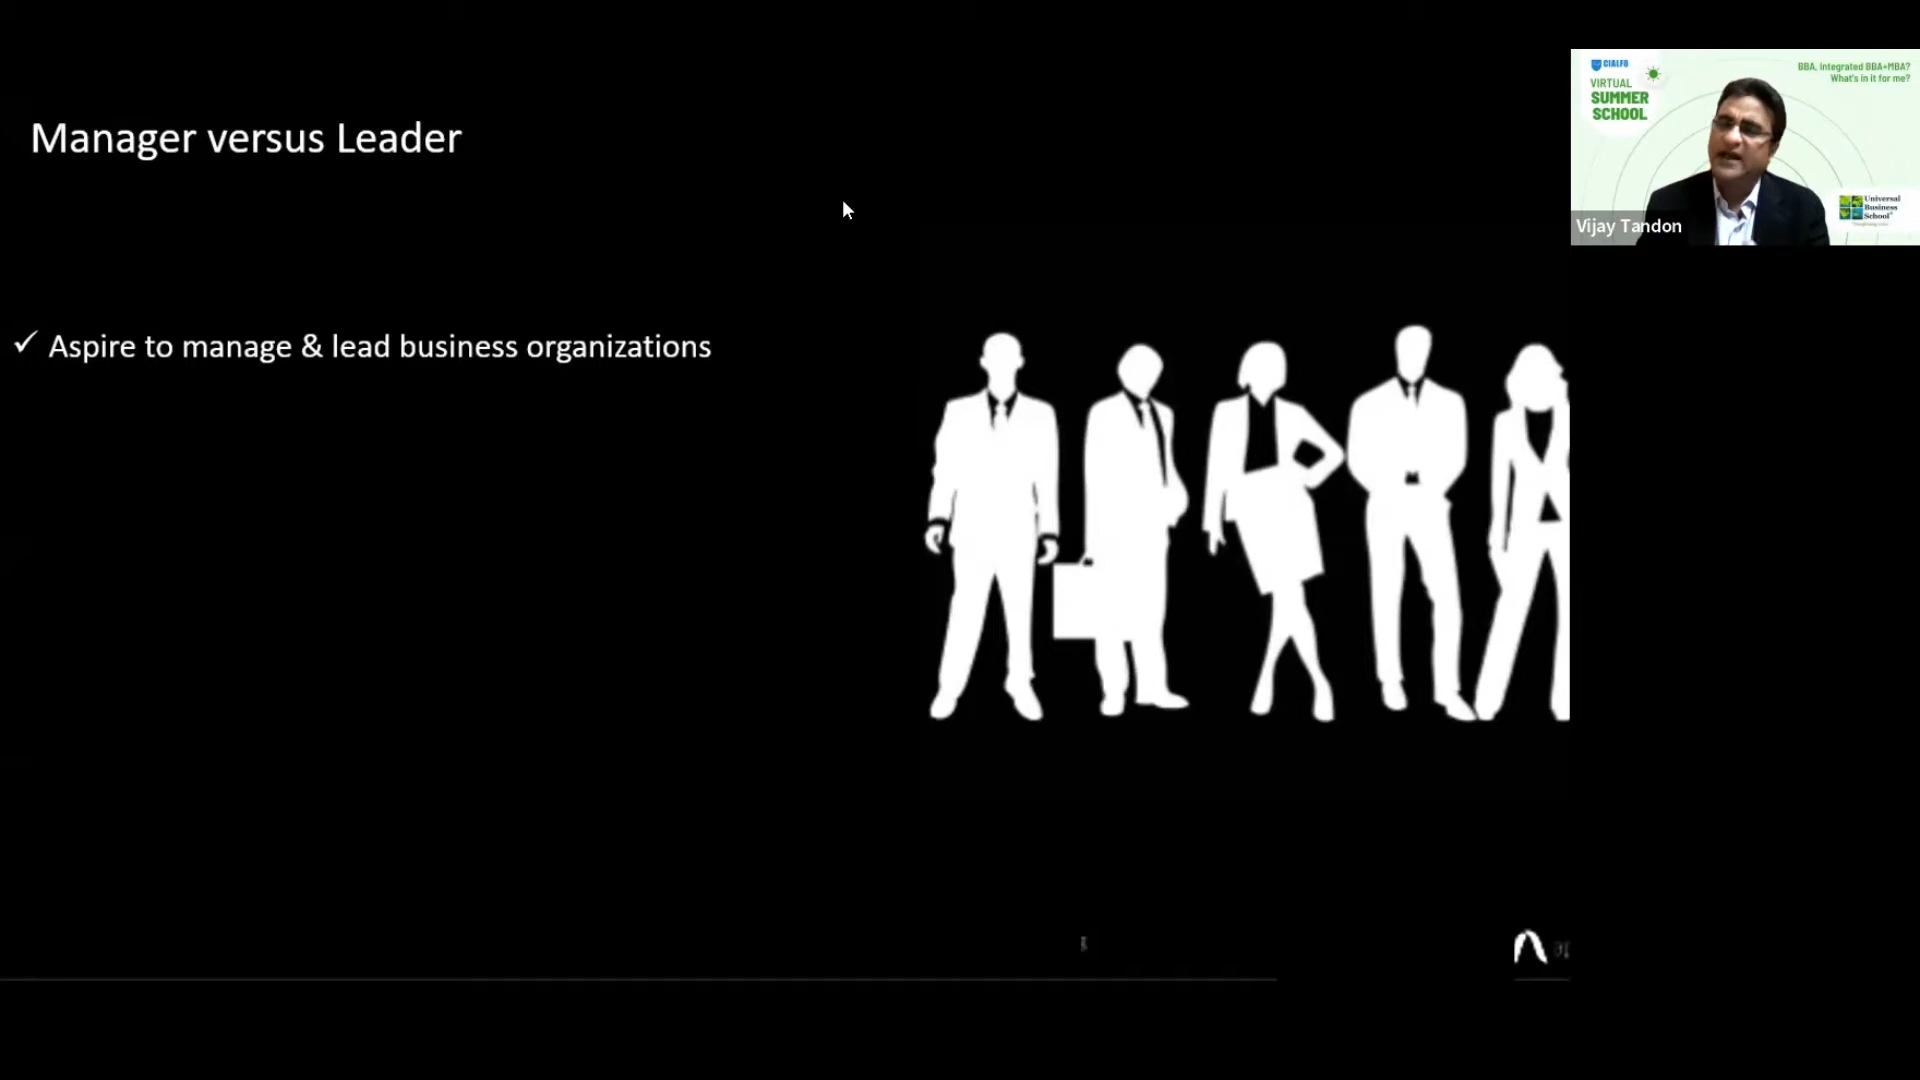 Manager versus Leader
✓ Aspire to manage & lead business organizations
CIALFO
VIRTUAL
SUMMER
SCHOOL
BBA, Integrated BBA+MBA?
What's in it for me?
Universal
Business
School
Vijay Tandon